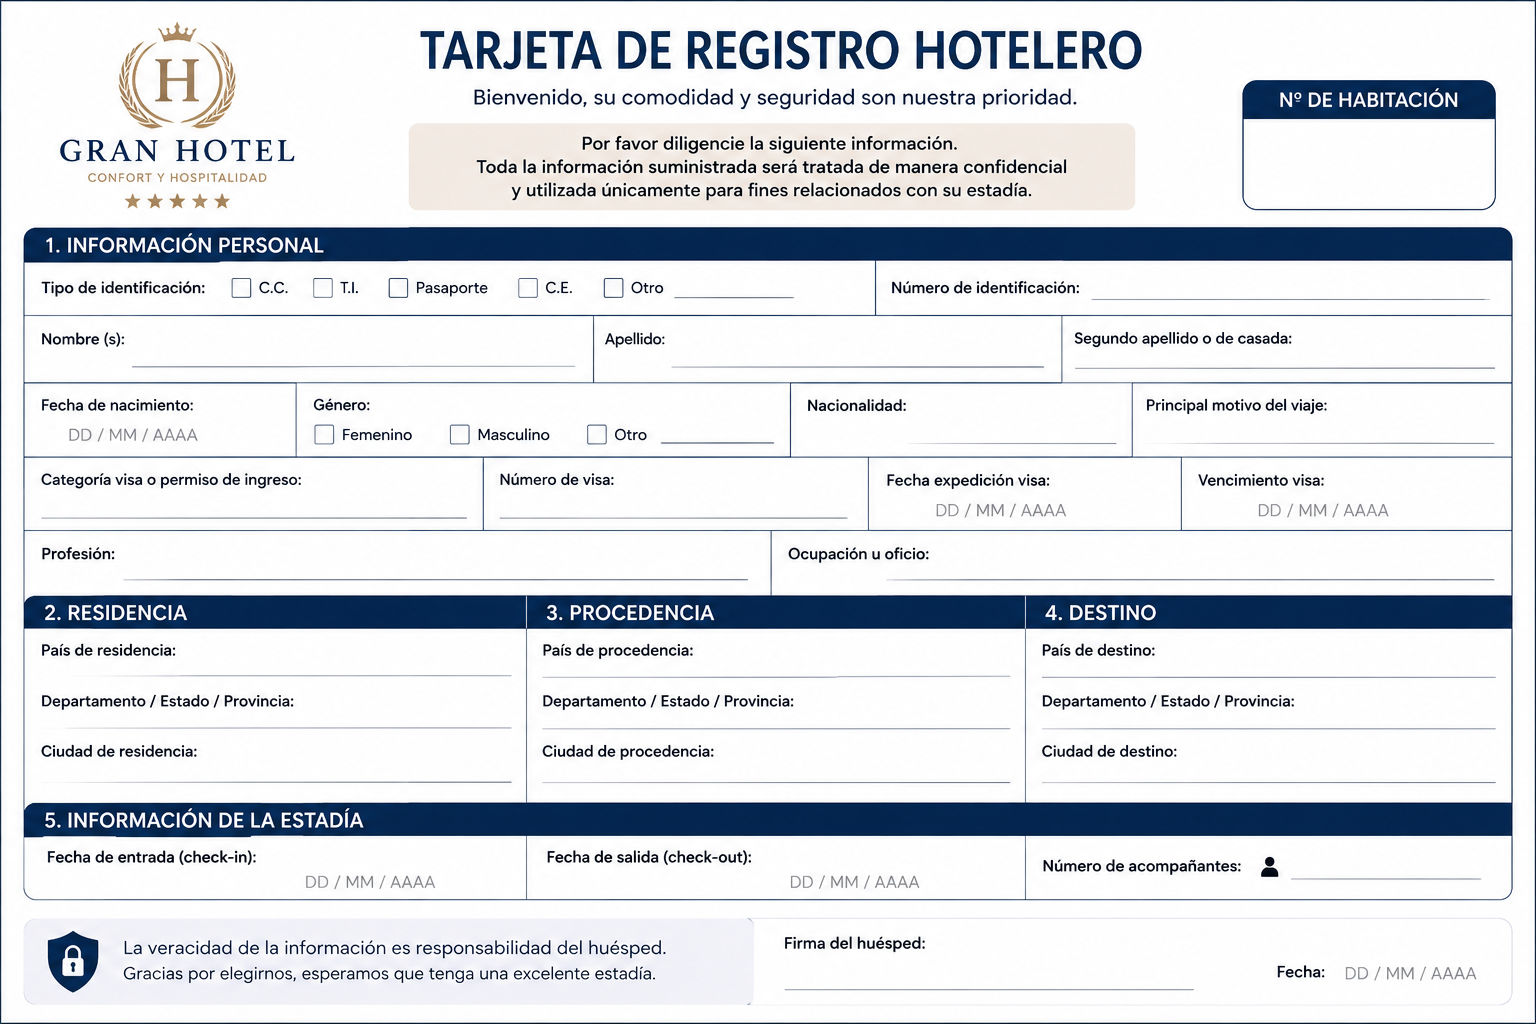 H
GRAN HOTEL
CONFORT Y HOSPITALIDAD
TARJETA DE REGISTRO HOTELERO
Bienvenido, su comodidad y seguridad son nuestra prioridad.
Por favor diligencie la siguiente información.
Toda la información suministrada será tratada de manera confidencial
y utilizada únicamente para fines relacionados con su estadía.
Nº DE HABITACIÓN
1. INFORMACIÓN PERSONAL
Tipo de identificación: C.C. T.I. Pasaporte C.E. Otro
Número de identificación:
Nombre (s):
Apellido:
Segundo apellido o de casada:
Fecha de nacimiento:
DD / MM / AAAA
Género:
Femenino Masculino Otro
Nacionalidad:
Principal motivo del viaje:
Categoría visa o permiso de ingreso:
Número de visa:
Fecha expedición visa:
DD / MM / AAAA
Vencimiento visa:
DD / MM / AAAA
Profesión:
Ocupación u oficio:
2. RESIDENCIA
País de residencia:
Departamento / Estado / Provincia:
Ciudad de residencia:
3. PROCEDENCIA
País de procedencia:
Departamento / Estado / Provincia:
Ciudad de procedencia:
4. DESTINO
País de destino:
Departamento / Estado / Provincia:
Ciudad de destino:
5. INFORMACIÓN DE LA ESTADÍA
Fecha de entrada (check-in):
DD / MM / AAAA
Fecha de salida (check-out):
DD / MM / AAAA
Número de acompañantes:
La veracidad de la información es responsabilidad del huésped.
Gracias por elegirnos, esperamos que tenga una excelente estadía.
Firma del huésped:
Fecha: DD / MM / AAAA